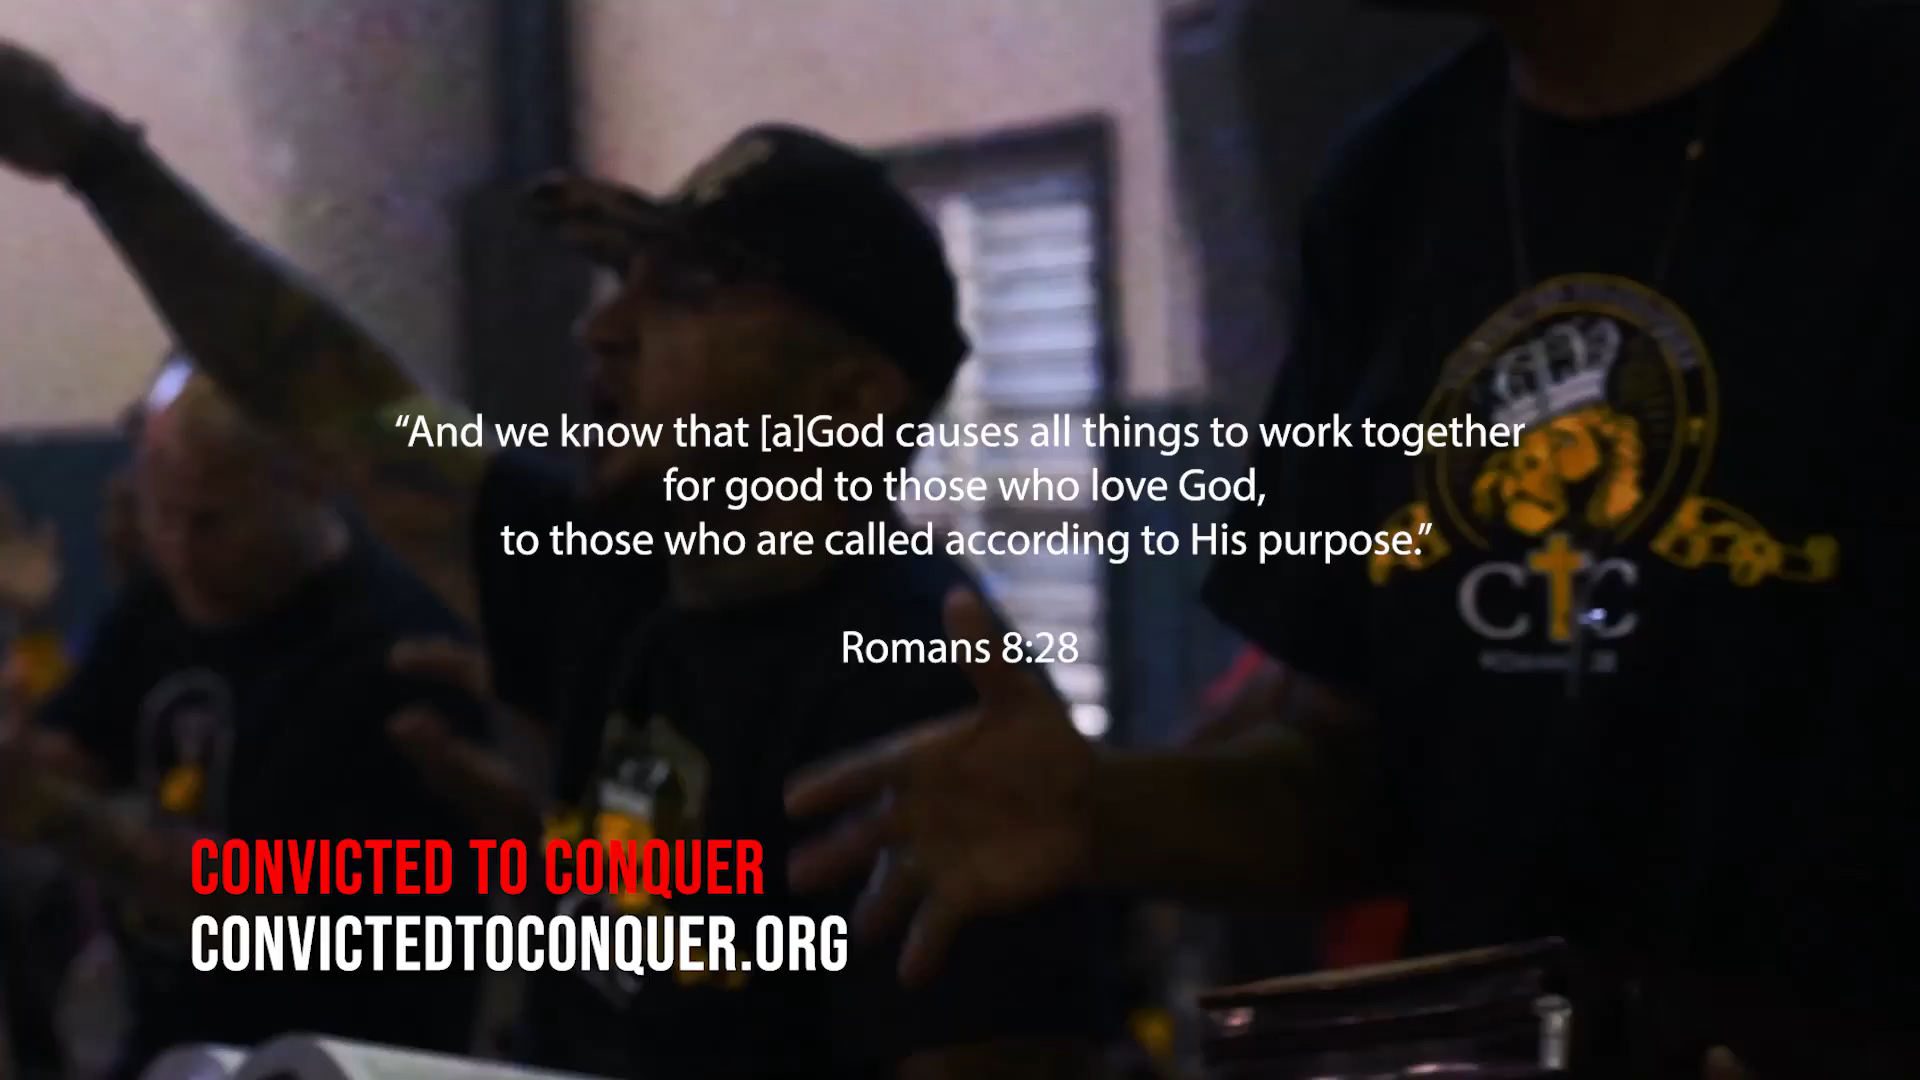 “And we know that [a]God causes all things to work together
for good to those who love God,
to those who are called according to His purpose.”
Romans 8:28
CTC
CONVICTED TO CONQUER
CONVICTEDTOCONQUER.ORG